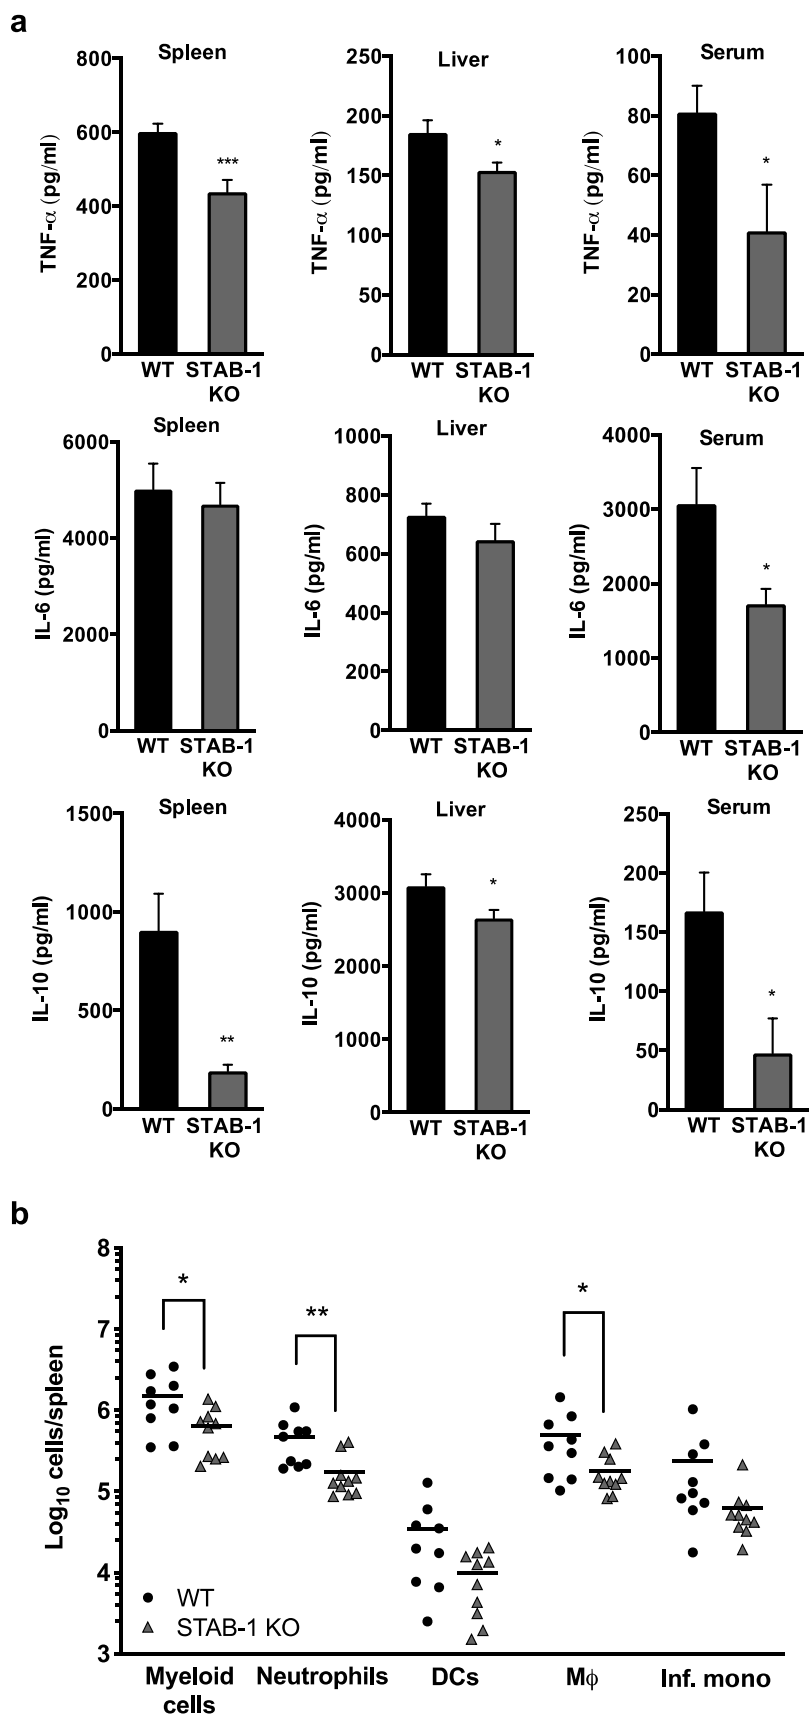 a
Spleen
Liver
Serum
TNF-α (pg/ml)
800
600
400
200
0
***
WT STAB-1
KO
TNF-α (pg/ml)
250
200
150
100
50
0
*
WT STAB-1
KO
TNF-α (pg/ml)
100
80
60
40
20
0
*
WT STAB-1
KO
Spleen
Liver
Serum
IL-6 (pg/ml)
6000
4000
2000
0
WT STAB-1
KO
IL-6 (pg/ml)
1000
800
600
400
200
0
WT STAB-1
KO
IL-6 (pg/ml)
4000
3000
2000
1000
0
*
WT STAB-1
KO
Spleen
Liver
Serum
IL-10 (pg/ml)
1500
1000
500
0
**
WT STAB-1
KO
IL-10 (pg/ml)
4000
3000
2000
1000
0
*
WT STAB-1
KO
IL-10 (pg/ml)
250
200
150
100
50
0
*
WT STAB-1
KO
b
Log10 cells/spleen
8
7
6
5
4
3
*
**
*
WT
STAB-1 KO
Myeloid
cells
Neutrophils
DCs
Mϕ
Inf. mono